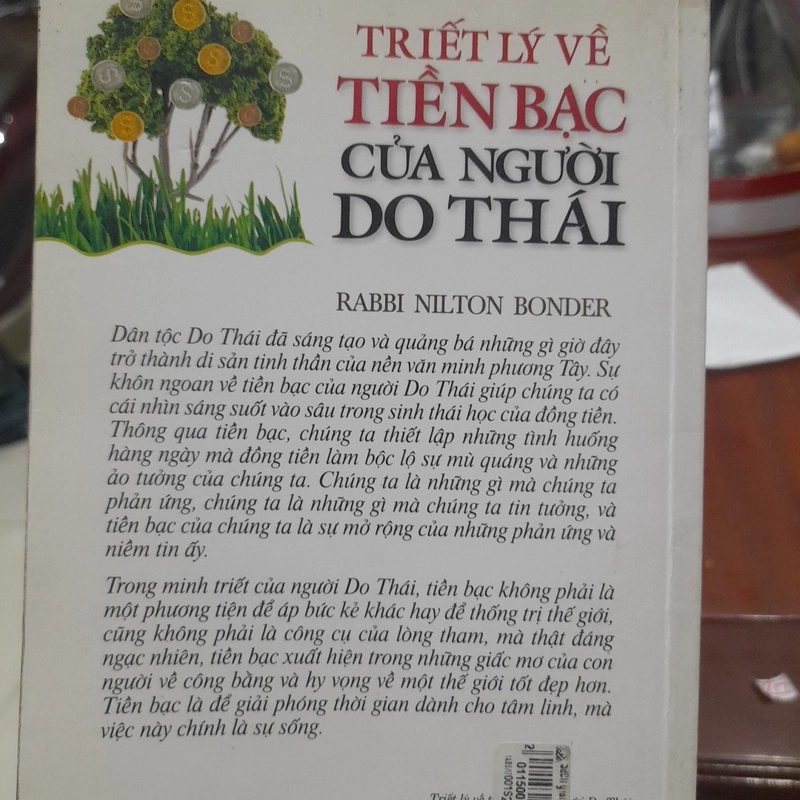 TRIẾT LÝ VỀ
TIỀN BẠC
CỦA NGƯỜI
DO THÁI
RABBI NILTON BONDER
Dân tộc Do Thái đã sáng tạo và quảng bá những gì giờ đây
trở thành di sản tinh thần của nền văn minh phương Tây. Sự
khôn ngoan về tiền bạc của người Do Thái giúp chúng ta có
cái nhìn sáng suốt vào sâu trong sinh thái học của đồng tiền.
Thông qua tiền bạc, chúng ta thiết lập những tình huống
hàng ngày mà đồng tiền làm bộc lộ sự mù quáng và những
ảo tưởng của chúng ta. Chúng ta là những gì mà chúng ta
phản ứng, chúng ta là những gì mà chúng ta tin tưởng, và
tiền bạc của chúng ta là sự mở rộng của những phản ứng và
niềm tin ấy.
Trong minh triết của người Do Thái, tiền bạc không phải là
một phương tiện để áp bức kẻ khác hay để thống trị thế giới,
cũng không phải là công cụ của lòng tham, mà thật đáng
ngạc nhiên, tiền bạc xuất hiện trong những giấc mơ của con
người về công bằng và hy vọng về một thế giới tốt đẹp hơn.
Tiền bạc là để giải phóng thời gian dành cho tâm linh, mà
việc này chính là sự sống.
Triết lý về